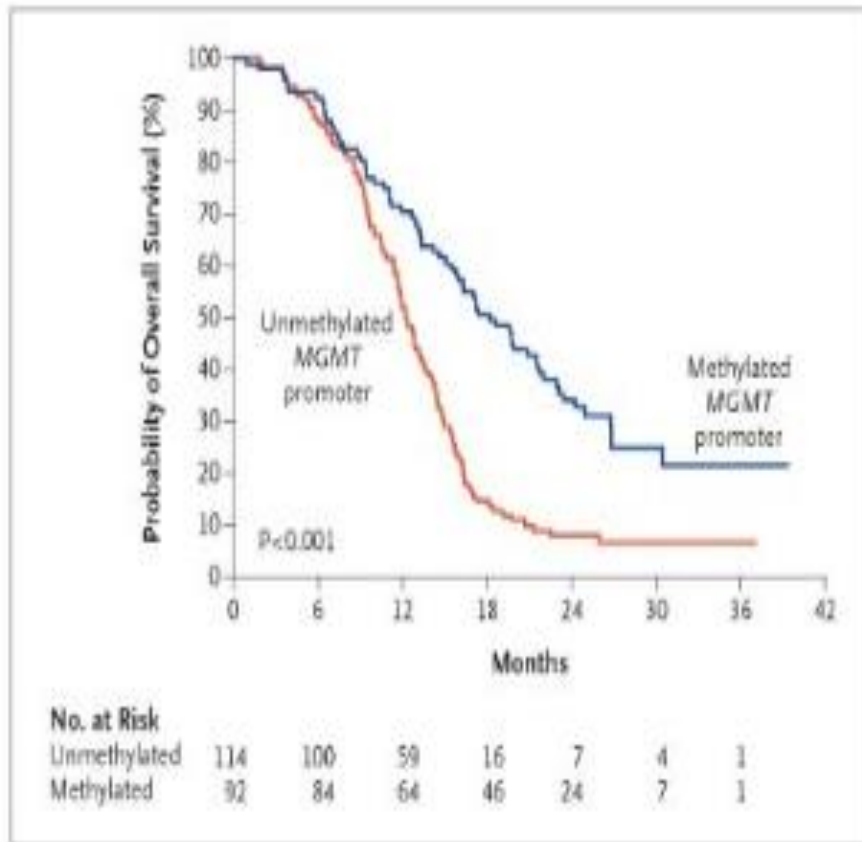 Probability of Overall Survival (%)
100
90
80
70
60
50
40
30
20
10
0
Unmethylated
MGMT
promoter
Methylated
MGMT
promoter
P<0.001
0 6 12 18 24 30 36 42
Months
No. at Risk
Unmethylated 114 100 59 16 7 4 1
Methylated 92 84 64 46 24 7 1